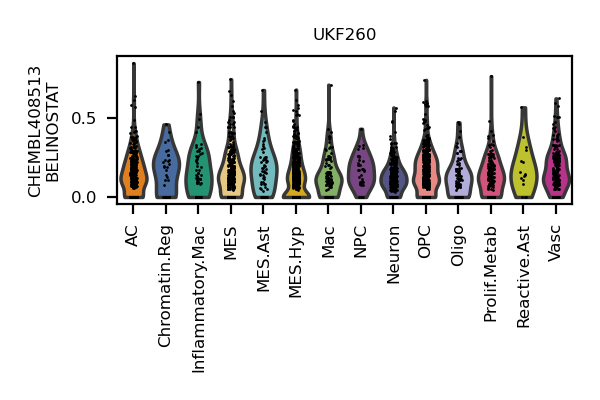 UKF260
CHEMBL408513
BELINOSTAT
0.5
0.0
AC
Chromatin.Reg
Inflammatory.Mac
MES
MES.Ast
MES.Hyp
Mac
NPC
Neuron
OPC
Oligo
Prolif.Metab
Reactive.Ast
Vasc